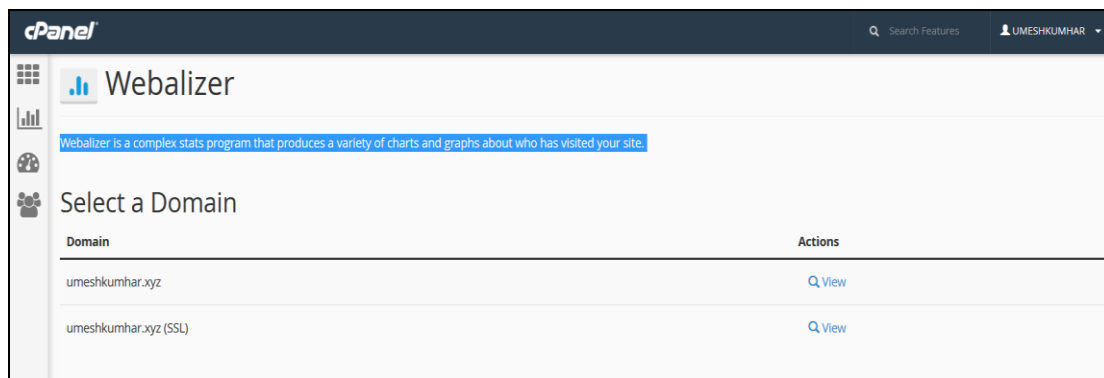 cPanel
Search Features
UMESHKUMHAR
Webalizer
Webalizer is a complex stats program that produces a variety of charts and graphs about who has visited your site.
Select a Domain
Domain Actions
umeshkumhar.xyz View
umeshkumhar.xyz (SSL) View